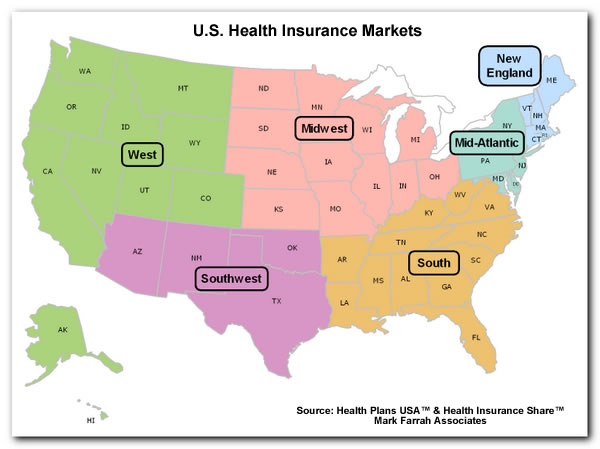 U.S. Health Insurance Markets
New
England
WA
ME
MT
ND
MN
VT
NH
OR
NY
MA
ID
SD
Midwest
WI
CT
MI
Mid-Atlantic
West
WY
PA
NJ
IA
NE
OH
CA
NV
UT
IL
IN
MD
DE
CO
WV
KS
MO
VA
KY
NC
TN
AZ
NM
OK
AR
South
SC
Southwest
MS
AL
GA
TX
LA
AK
FL
HI
Source: Health Plans USA™ & Health Insurance Share™
Mark Farrah Associates